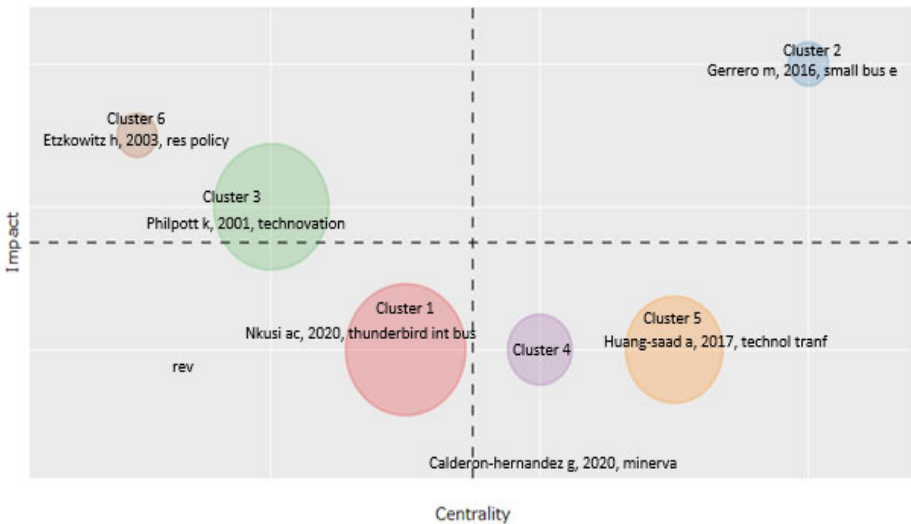 Cluster 2
Gerrero m, 2016, small bus e
Cluster 6
Etzkowitz h, 2003, res policy
Cluster 3
Philpott k, 2001, technovation
Impact
Cluster 1
Nkusi ac, 2020, thunderbird int bus
rev
Cluster 4
Cluster 5
Huang-saad a, 2017, technol tranf
Calderon-hernandez g, 2020, minerva
Centrality